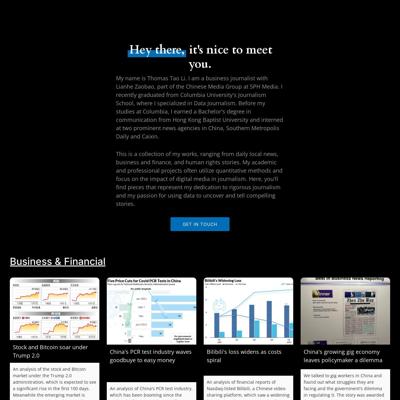 Hey there, it's nice to meet
you.
My name is Thomas Tao Li. I am a business journalist with
Lianhe Zaobao, part of the Chinese Media Group at SPH Media. I
recently graduated from Columbia University's Journalism
School, where I specialized in Data Journalism. Before my
studies at Columbia, I earned a Bachelor's degree in
communication from Hong Kong Baptist University and interned
at two prominent news agencies in China, Southern Metropolis
Daily and Caixin.
This is a collection of my works, ranging from daily local news,
business and finance, and human rights stories. My academic
and professional projects often utilize quantitative methods and
focus on the impact of digital media in journalism. Here, you'll
find pieces that represent my dedication to rigorous journalism
and my passion for using data to uncover and tell compelling
stories.
GET IN TOUCH
Business & Financial
Five Price Cuts for Covid PCR Tests in China
Bilibili's Widening Loss
Winner
Stock and Bitcoin soar under
Trump 2.0
China's PCR test industry waves
goodbuye to easy money
Bilibili's loss widens as costs
spiral
China's growing gig economy
leaves policymaker a dilemma
An analysis of the stock and Bitcoin
market under the Trump 2.0
administration, which is expected to see
a significant rise in the first 100 days.
Meanwhile the emerging market is
An analysis of China's PCR test industry,
which has been booming since the
An analysis of financial reports of
Nasdaq-listed Bilibili, a Chinese video-
sharing platform, which saw a widening
We talked to gig workers in China and
found out what struggles they are
facing and the government's dilemma
in regulating it. The story was awarded